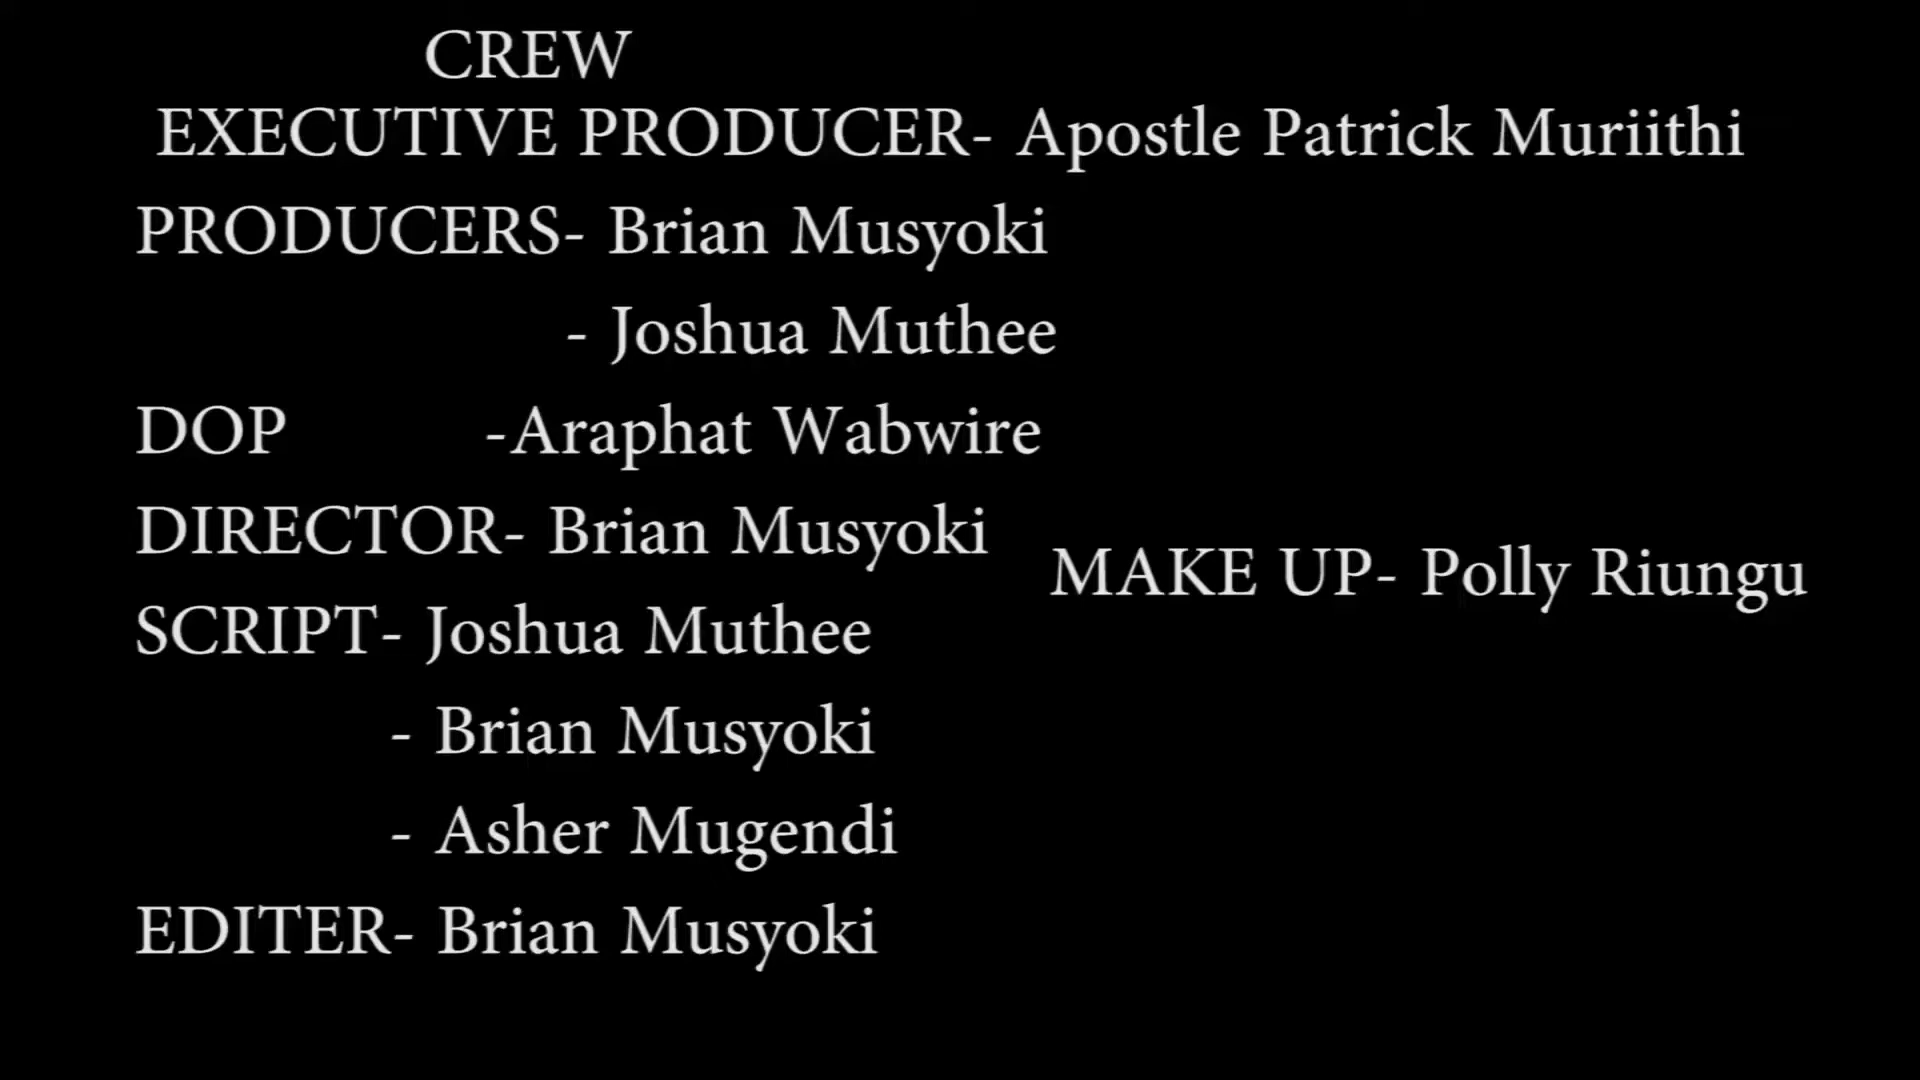 CREW
EXECUTIVE PRODUCER- Apostle Patrick Muriithi
PRODUCERS- Brian Musyoki
- Joshua Muthee
DOP -Araphat Wabwire
DIRECTOR- Brian Musyoki
MAKE UP- Polly Riungu
SCRIPT- Joshua Muthee
- Brian Musyoki
- Asher Mugendi
EDITER- Brian Musyoki